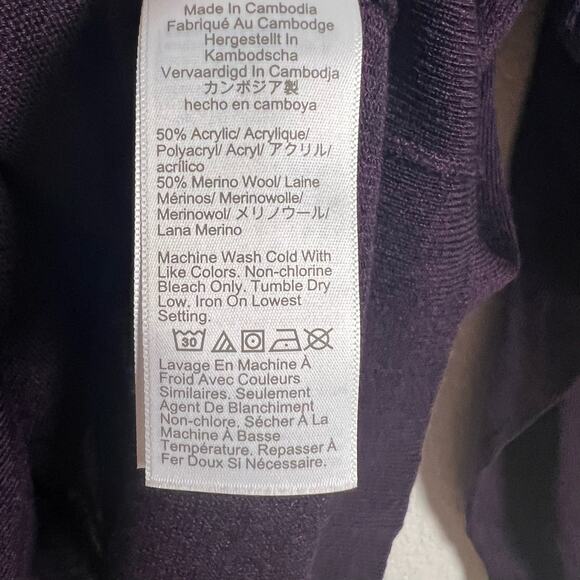 Made In Cambodia
Fabriqué Au Cambodge
Hergestellt In
Kambodscha
Vervaardigd In Cambodja
カンボジア製
hecho en camboya
50% Acrylic/ Acrylique/
Polyacryl/ Acryl/ アクリル/
acrílico
50% Merino Wool/ Laine
Mérinos/ Merinowolle/
Merinowol/ メリノウール/
Lana Merino
Machine Wash Cold With
Like Colors. Non-chlorine
Bleach Only. Tumble Dry
Low. Iron On Lowest
Setting.
30
Lavage En Machine À
Froid Avec Couleurs
Similaires. Seulement
Agent De Blanchiment
Non-chlore. Sécher À La
Machine À Basse
Température. Repasser À
Fer Doux Si Nécessaire.